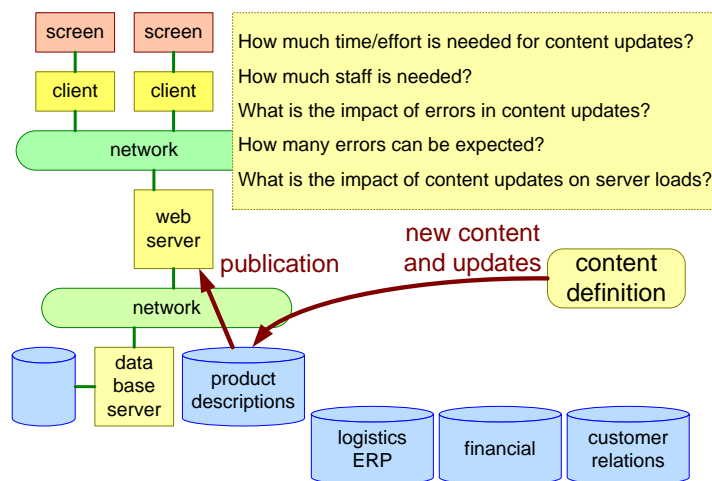 screen
screen
How much time/effort is needed for content updates?
client
client
How much staff is needed?
What is the impact of errors in content updates?
network
How many errors can be expected?
What is the impact of content updates on server loads?
web
server
publication
new content
and updates
content
definition
network
data
base
server
product
descriptions
logistics
ERP
financial
customer
relations